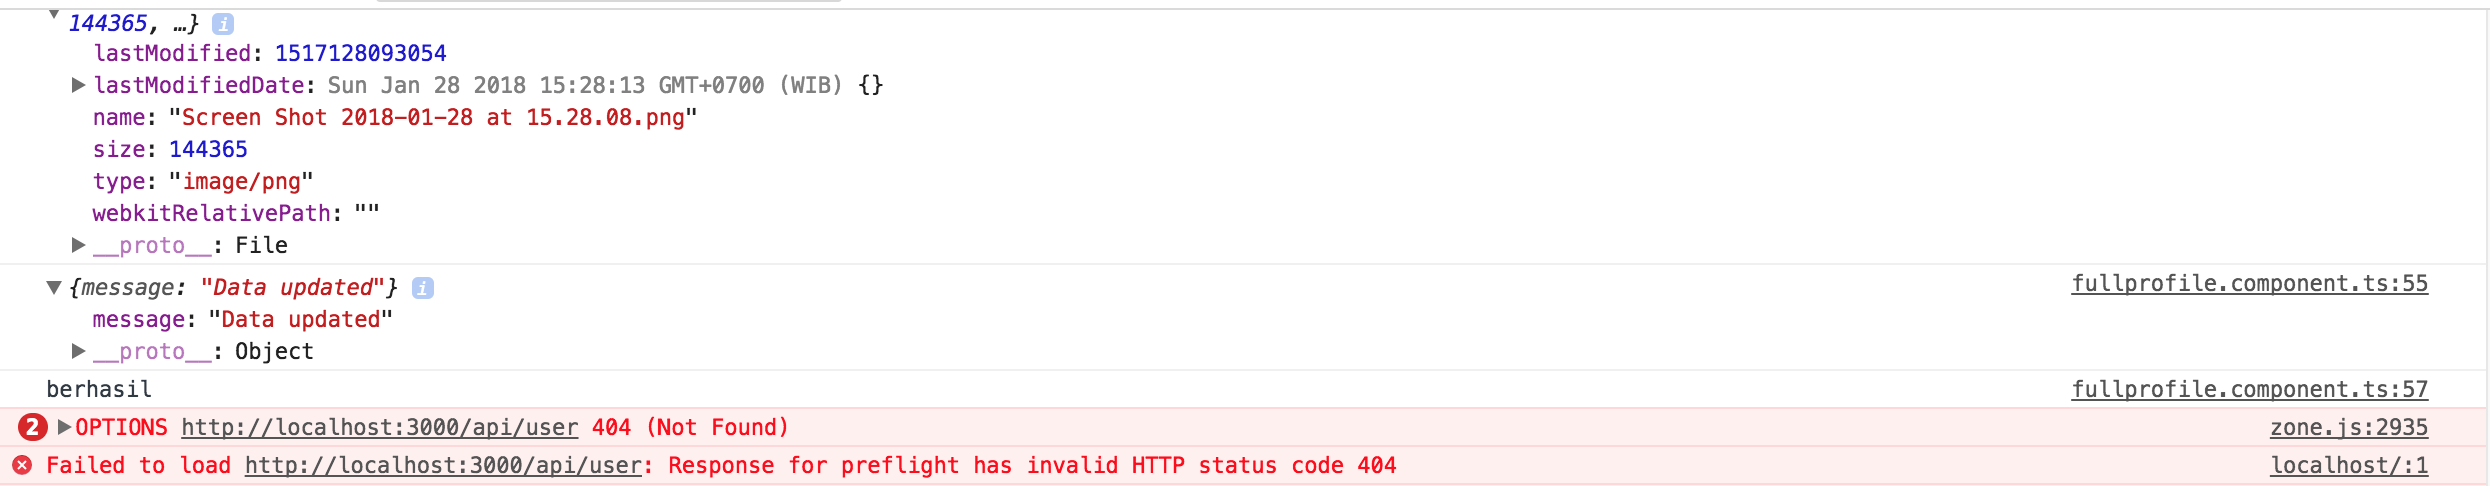 144365, …} i
lastModified: 1517128093054
▶lastModifiedDate: Sun Jan 28 2018 15:28:13 GMT+0700 (WIB) {}
name: "Screen Shot 2018-01-28 at 15.28.08.png"
size: 144365
type: "image/png"
webkitRelativePath: ""
▶__proto__: File
▼{message: "Data updated"} i fullprofile.component.ts:55
message: "Data updated"
▶__proto__: Object
berhasil fullprofile.component.ts:57
2 ▶OPTIONS http://localhost:3000/api/user 404 (Not Found) zone.js:2935
Failed to load http://localhost:3000/api/user: Response for preflight has invalid HTTP status code 404 localhost/:1